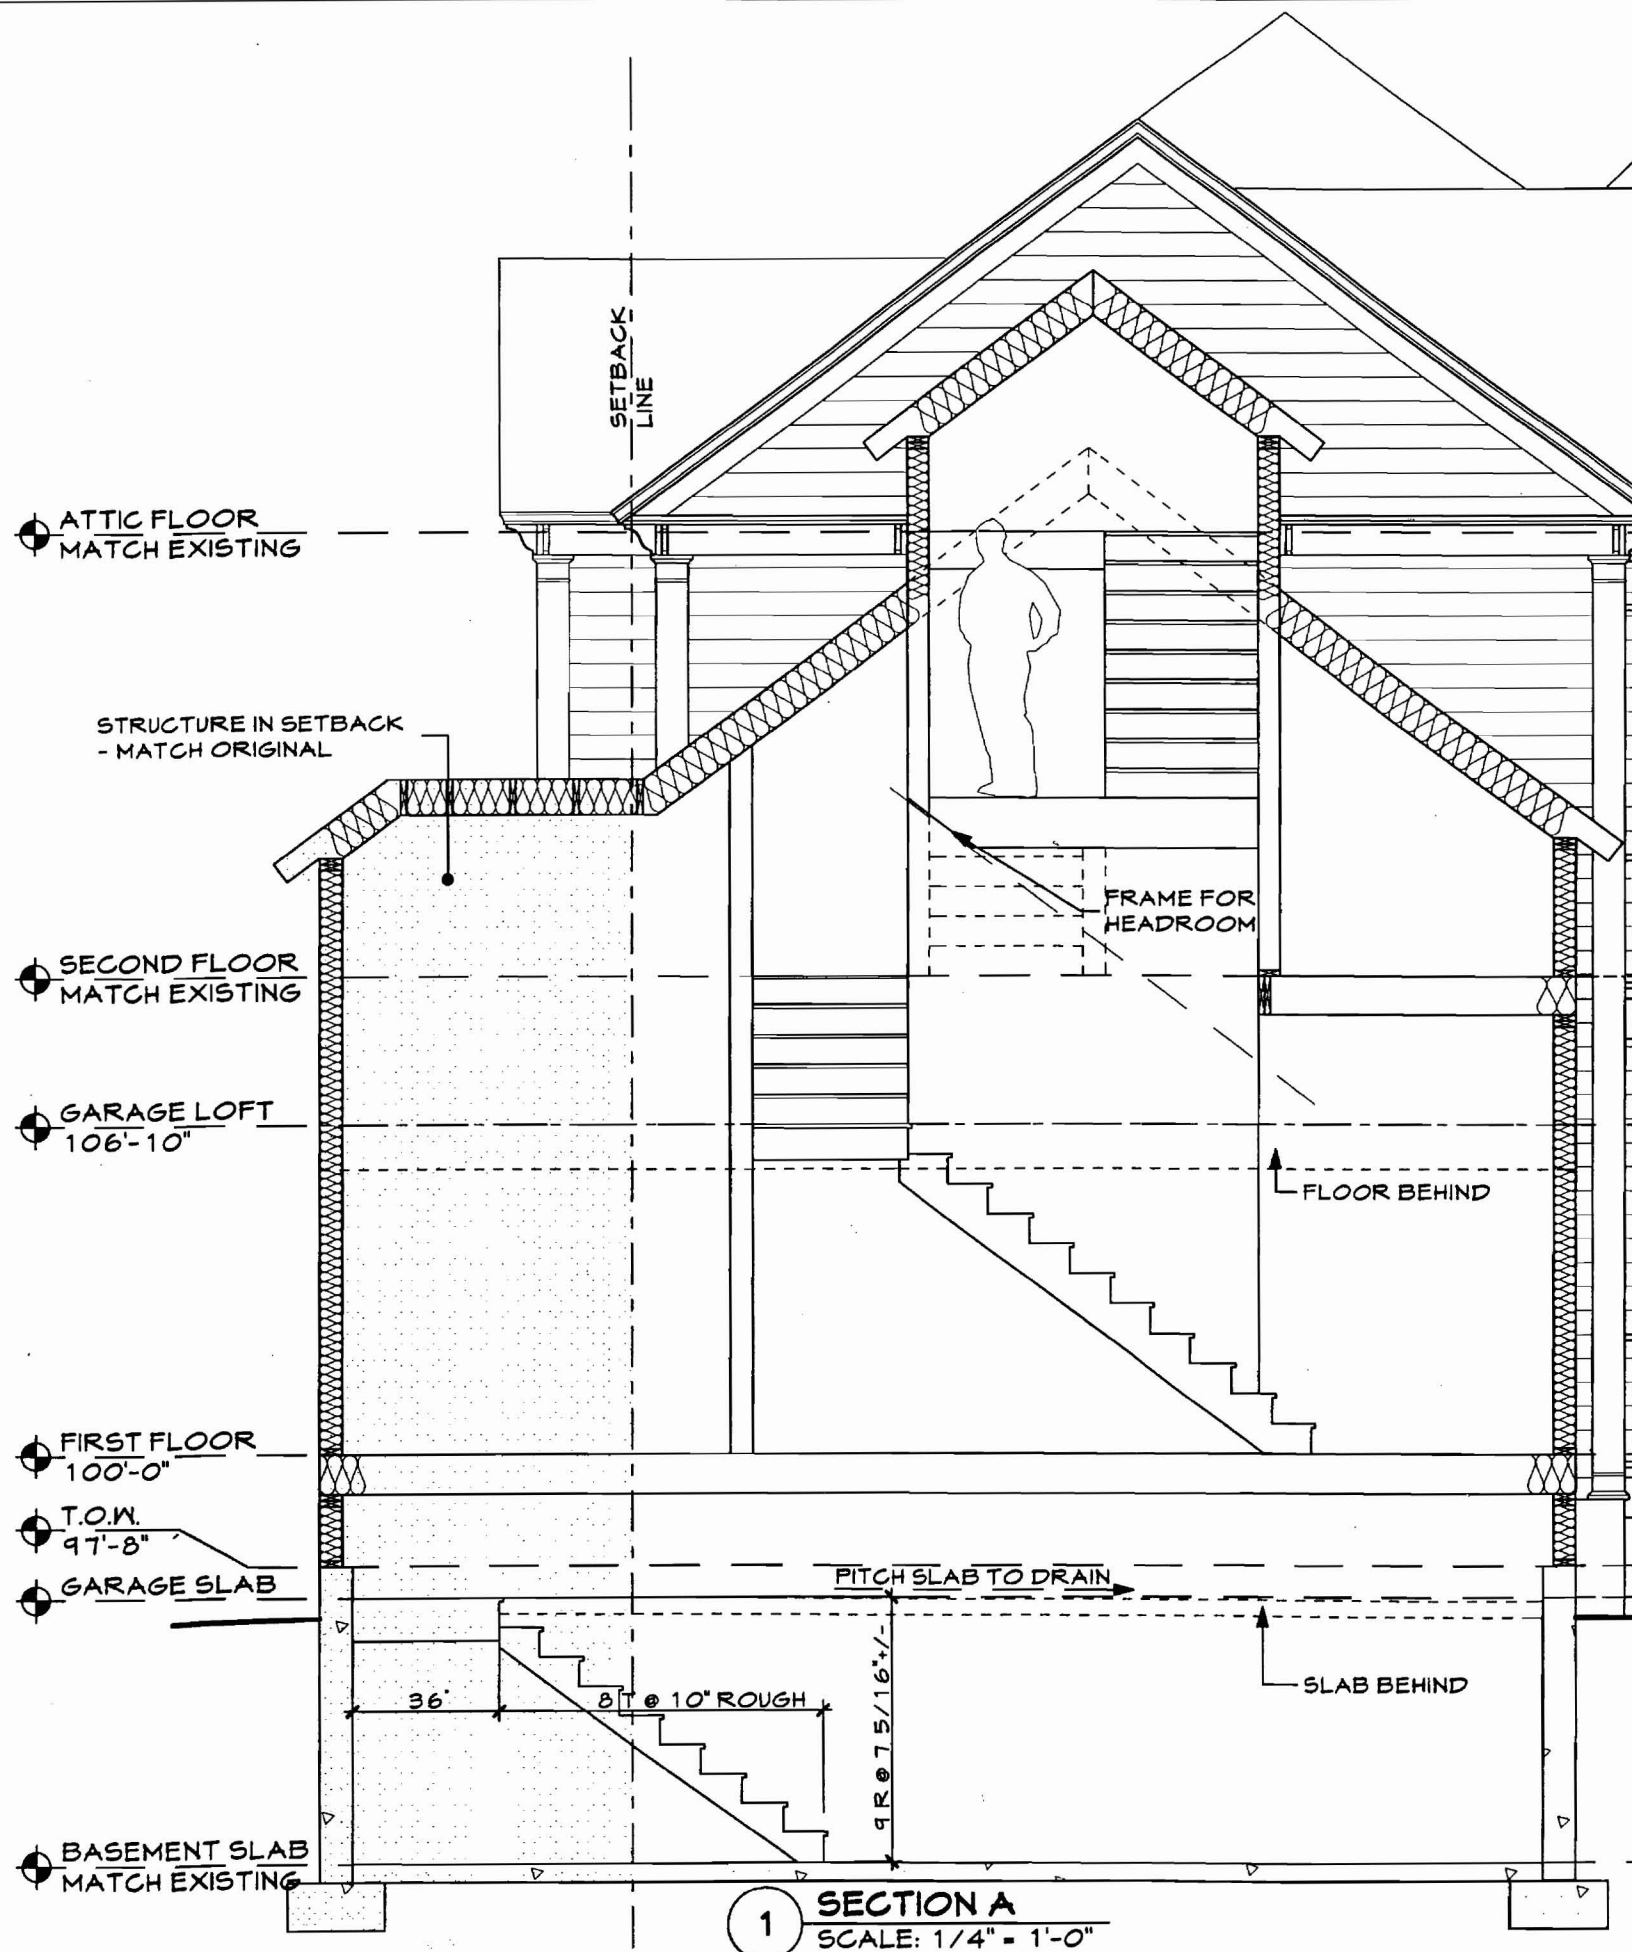 SETBACK
LINE
ATTIC FLOOR
MATCH EXISTING
STRUCTURE IN SETBACK
- MATCH ORIGINAL
FRAME FOR
HEADROOM
SECOND FLOOR
MATCH EXISTING
GARAGE LOFT
106'-10"
FLOOR BEHIND
FIRST FLOOR
100'-0"
T.O.W.
97'-8"
PITCH SLAB TO DRAIN
GARAGE SLAB
SLAB BEHIND
36"
8 T @ 10" ROUGH
9 R @ 7 5/16"+/-
BASEMENT SLAB
MATCH EXISTING
1
SECTION A
SCALE: 1/4" = 1'-0"